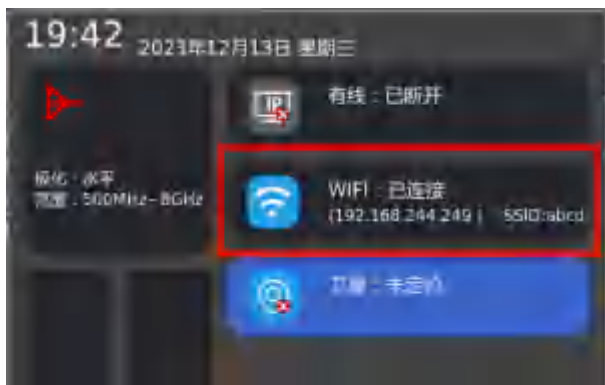 19:42 2023年12月13日 星期三
有线：已断开
IP
极化：水平
宽度：500MHz-8GHz
WIFI：已连接
(192.168.244.249 ) SSID:abcd
卫星：未定位